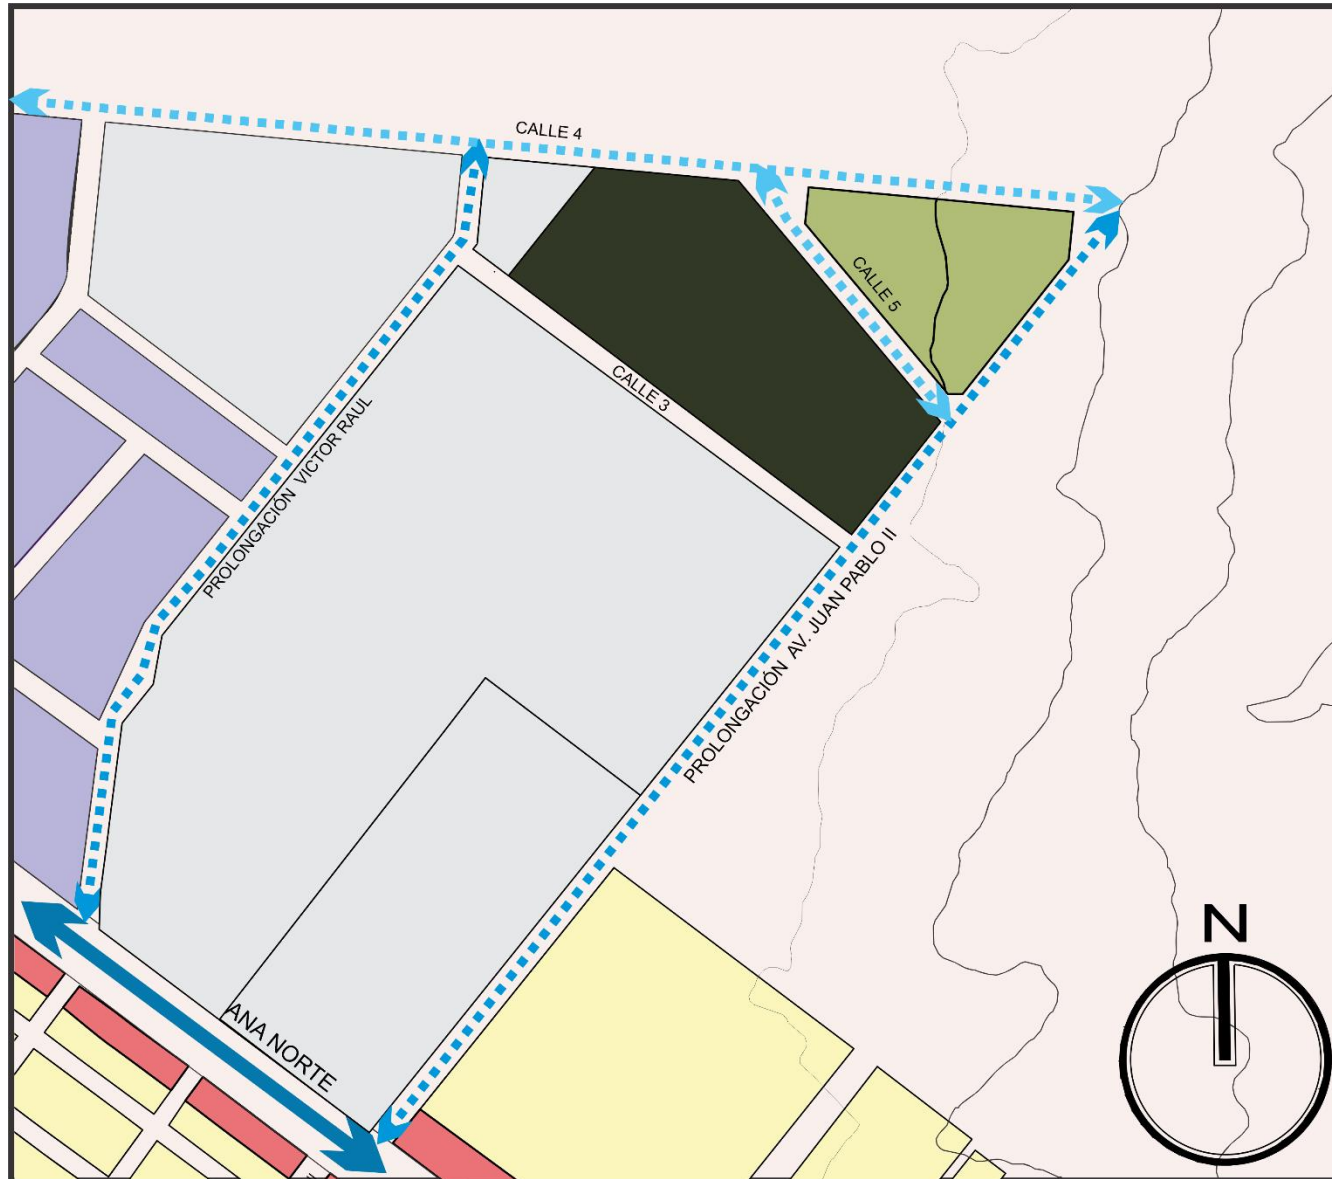 CALLE 4
CALLE 5
CALLE 3
PROLONGACIÓN VICTOR RAUL
PROLONGACIÓN AV. JUAN PABLO II
N
ANA NORTE